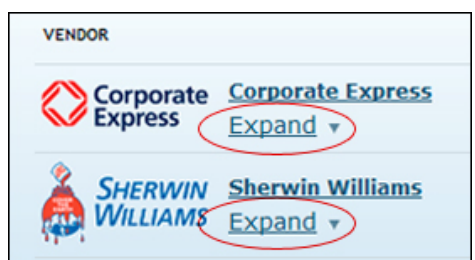 VENDOR
Corporate Express
Corporate Express
Expand ▼
SHERWIN WILLIAMS
Sherwin Williams
Expand ▼